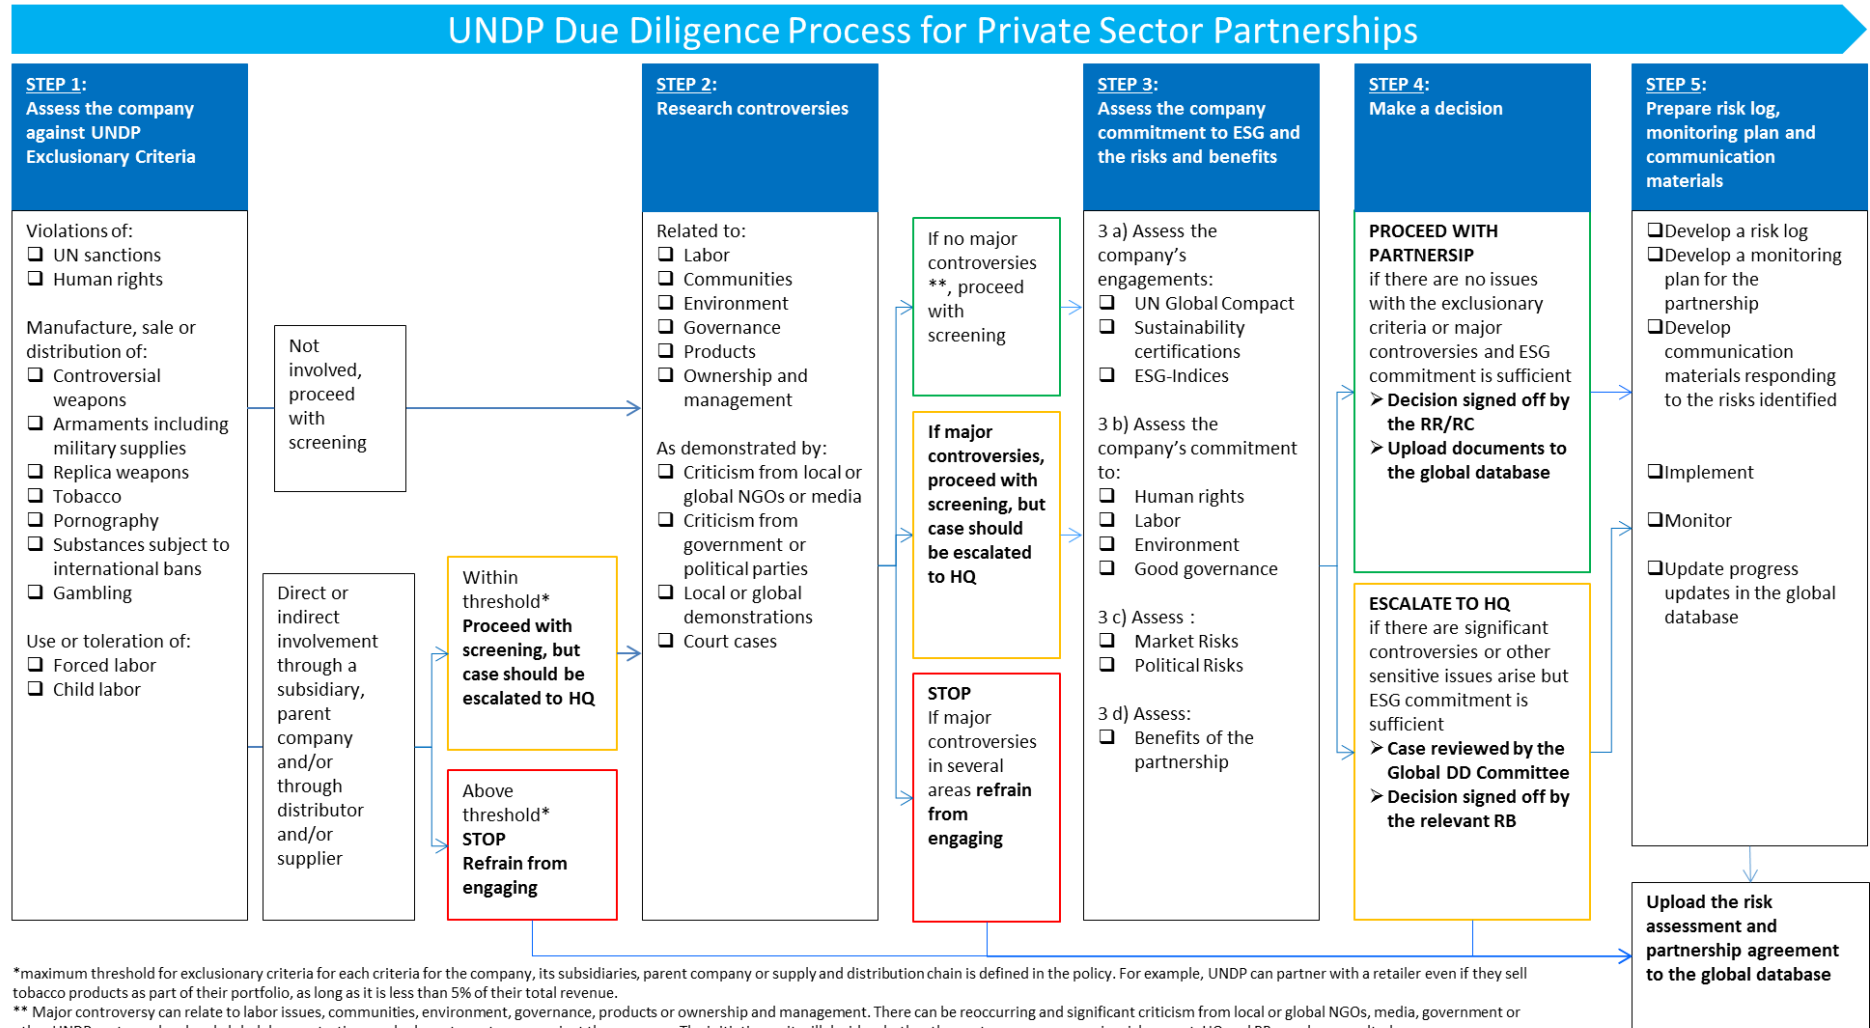 UNDP Due Diligence Process for Private Sector Partnerships
STEP 1:
Assess the company
against UNDP
Exclusionary Criteria
Violations of:
UN sanctions
Human rights
Manufacture, sale or
distribution of:
Controversial
weapons
Armaments including
military supplies
Replica weapons
Tobacco
Pornography
Substances subject to
international bans
Gambling
Use or toleration of:
Forced labor
Child labor
Not
involved,
proceed
with
screening
Direct or
indirect
involvement
through a
subsidiary,
parent
company
and/or
through
distributor
and/or
supplier
Within
threshold*
Proceed with
screening, but
case should be
escalated to HQ
Above
threshold*
STOP
Refrain from
engaging
STEP 2:
Research controversies
Related to:
Labor
Communities
Environment
Governance
Products
Ownership and
management
As demonstrated by:
Criticism from local or
global NGOs or media
Criticism from
government or
political parties
Local or global
demonstrations
Court cases
If no major
controversies
**, proceed
with
screening
If major
controversies,
proceed with
screening, but
case should
be escalated
to HQ
STOP
If major
controversies
in several
areas refrain
from
engaging
STEP 3:
Assess the company
commitment to ESG and
the risks and benefits
3 a) Assess the
company's
engagements:
UN Global Compact
Sustainability
certifications
ESG-Indices
3 b) Assess the
company's commitment
to:
Human rights
Labor
Environment
Good governance
3 c) Assess :
Market Risks
Political Risks
3 d) Assess:
Benefits of the
partnership
STEP 4:
Make a decision
PROCEED WITH
PARTNERSIP
if there are no issues
with the exclusionary
criteria or major
controversies and ESG
commitment is sufficient
Decision signed off by
the RR/RC
Upload documents to
the global database
ESCALATE TO HQ
if there are significant
controversies or other
sensitive issues arise but
ESG commitment is
sufficient
Case reviewed by the
Global DD Committee
Decision signed off by
the relevant RB
STEP 5:
Prepare risk log,
monitoring plan and
communication
materials
Develop a risk log
Develop a monitoring
plan for the
partnership
Develop
communication
materials responding
to the risks identified
Implement
Monitor
Update progress
updates in the global
database
Upload the risk
assessment and
partnership agreement
to the global database
*maximum threshold for exclusionary criteria for each criteria for the company, its subsidiaries, parent company or supply and distribution chain is defined in the policy. For example, UNDP can partner with a retailer even if they sell
tobacco products as part of their portfolio, as long as it is less than 5% of their total revenue.
** Major controversy can relate to labor issues, communities, environment, governance, products or ownership and management. There can be reoccurring and significant criticism from local or global NGOs, media, government or